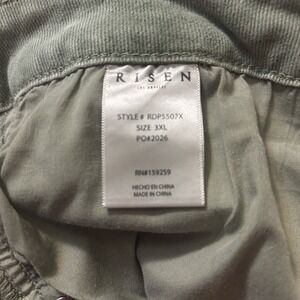 RISEN
LOS ANGELES
STYLE # RDP5507X
SIZE 3XL
PO#2026
RN#159259
HECHO EN CHINA
MADE IN CHINA